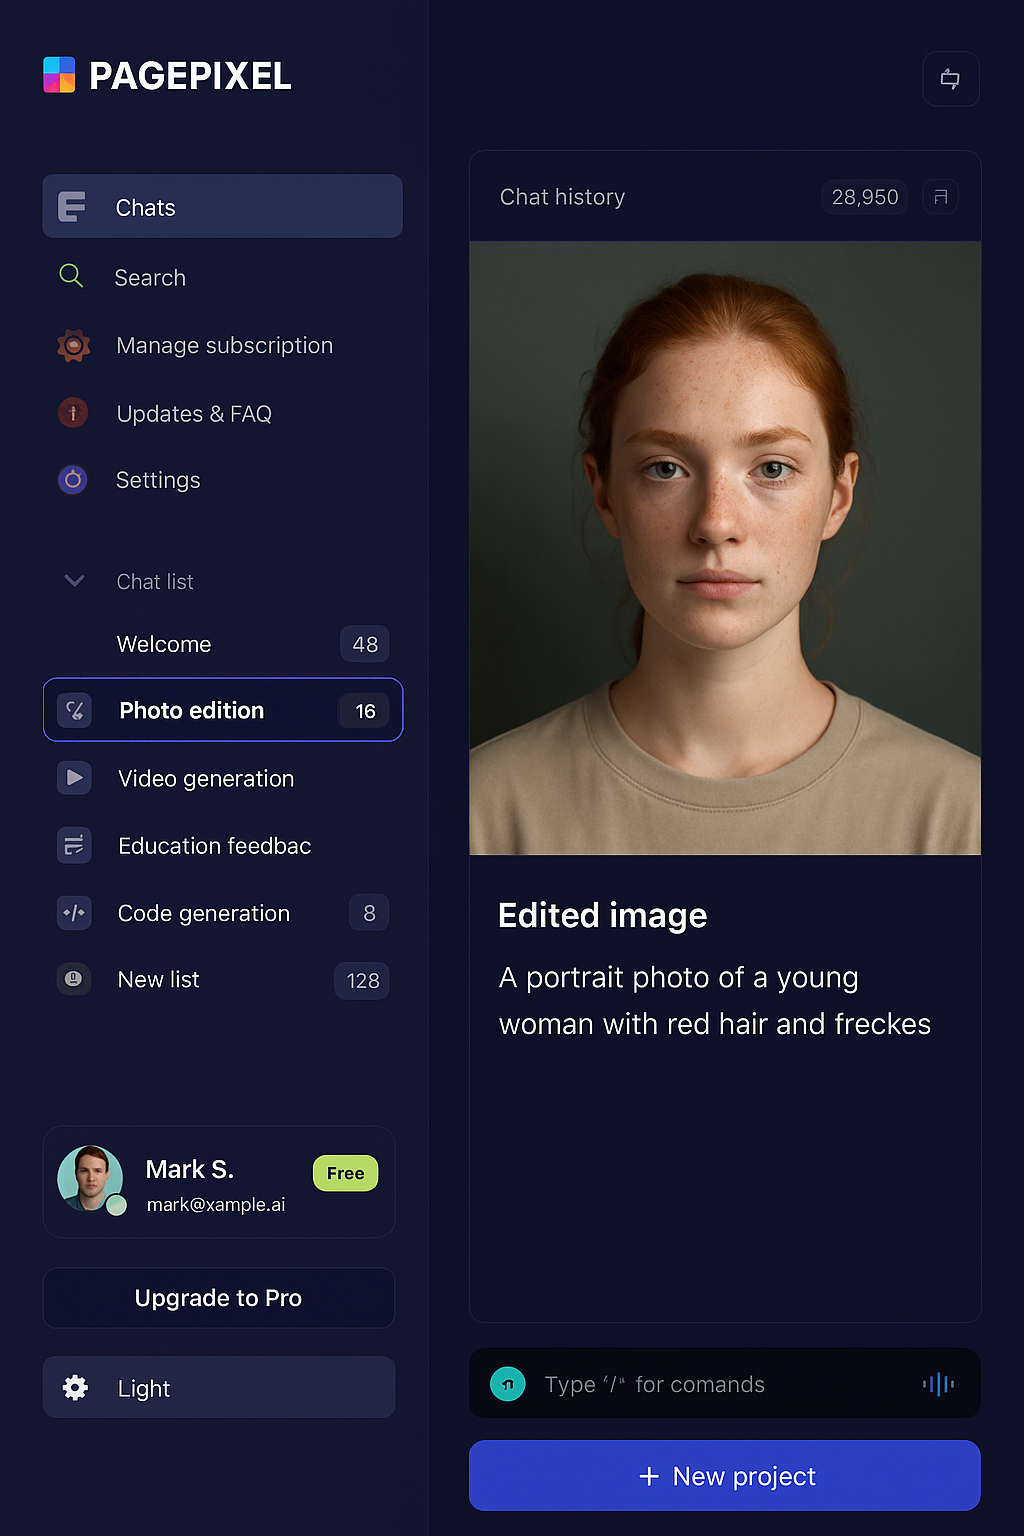 PAGEPIXEL
Chats
Search
Manage subscription
Updates & FAQ
Settings
Chat list
Welcome 48
Photo edition 16
Video generation
Education feedbac
Code generation 8
New list 128
Mark S. Free
mark@xample.ai
Upgrade to Pro
Light
Chat history 28,950
Edited image
A portrait photo of a young
woman with red hair and freckes
Type ‘/“ for comands
+ New project